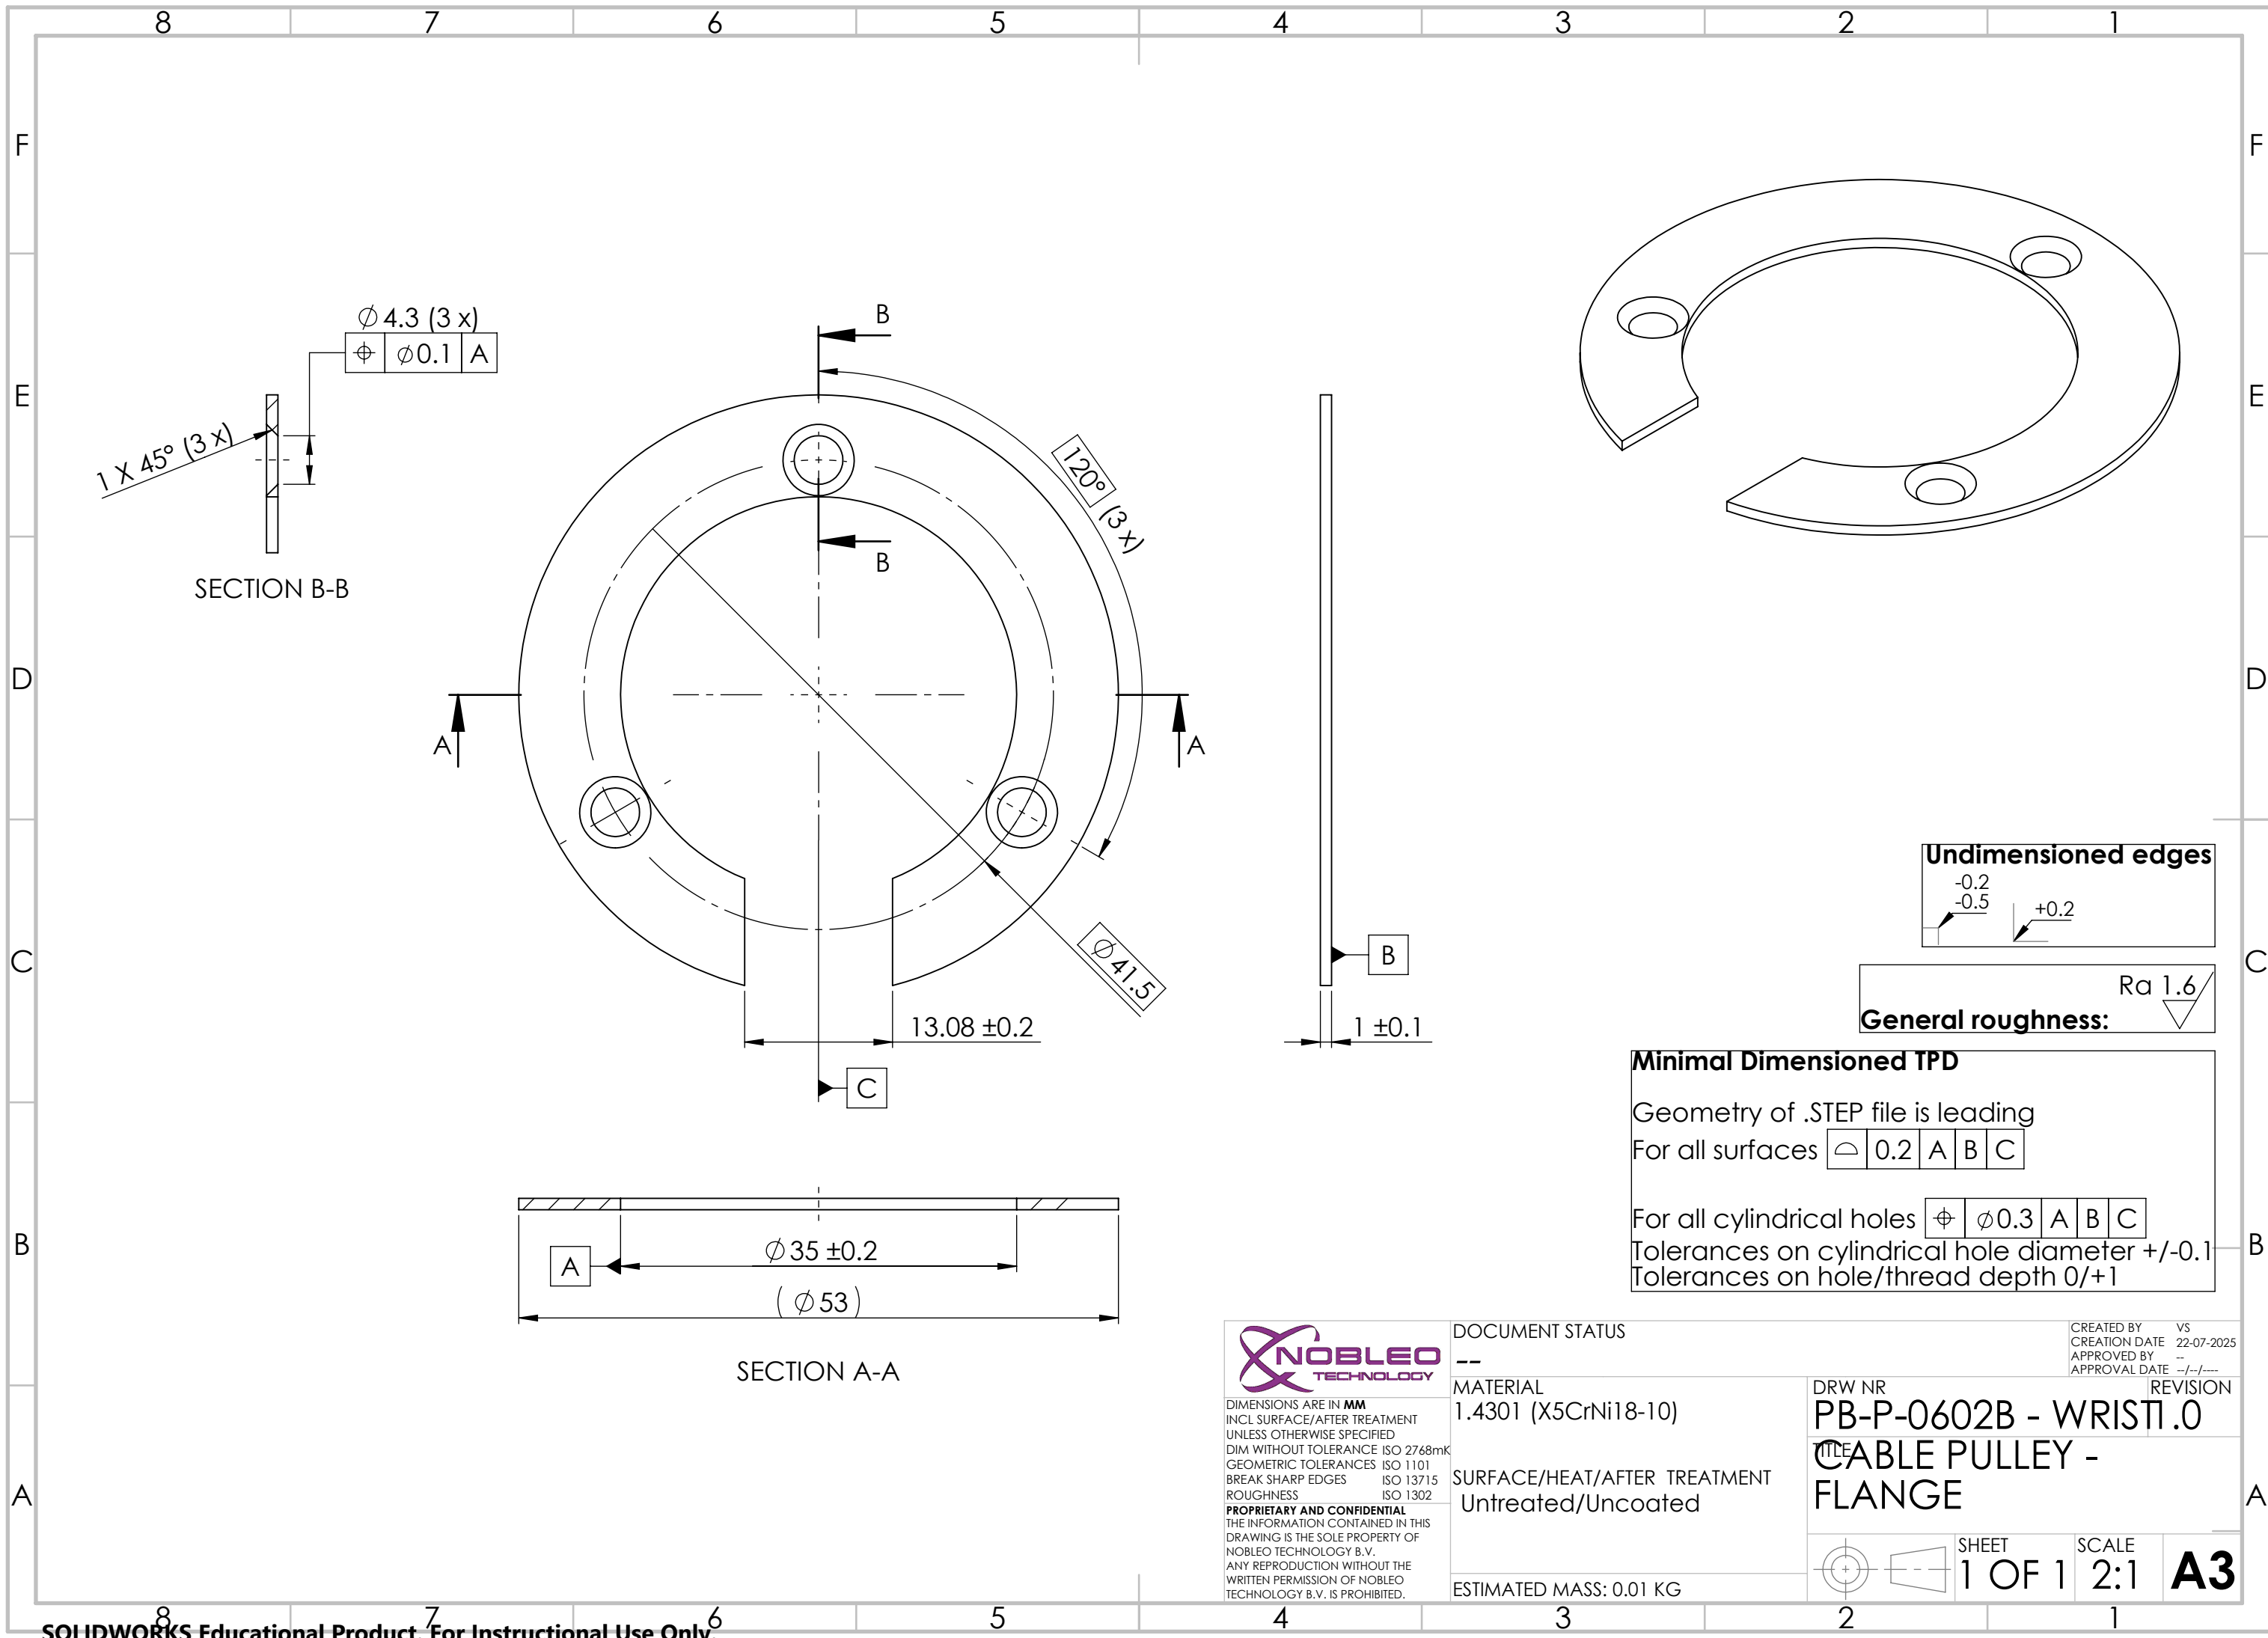 8 7 6 5 4 3 2 1
F F
E E
D D
C C
B B
A A
⌀4.3 (3 x)
⌖ ⌀0.1 A
1 X 45° (3 x)
SECTION B-B
B
B
120° (3 x)
A A
⌀41.5
13.08 ±0.2
C
B
1 ±0.1
A
⌀35 ±0.2
(⌀53)
SECTION A-A
Undimensioned edges
-0.2
-0.5
+0.2
Ra 1.6
General roughness:
Minimal Dimensioned TPD
Geometry of .STEP file is leading
For all surfaces ⌓ 0.2 A B C
For all cylindrical holes ⌖ ⌀0.3 A B C
Tolerances on cylindrical hole diameter +/-0.1
Tolerances on hole/thread depth 0/+1
NOBLEO
TECHNOLOGY
DIMENSIONS ARE IN MM
INCL SURFACE/AFTER TREATMENT
UNLESS OTHERWISE SPECIFIED
DIM WITHOUT TOLERANCE ISO 2768mK
GEOMETRIC TOLERANCES ISO 1101
BREAK SHARP EDGES ISO 13715
ROUGHNESS ISO 1302
PROPRIETARY AND CONFIDENTIAL
THE INFORMATION CONTAINED IN THIS
DRAWING IS THE SOLE PROPERTY OF
NOBLEO TECHNOLOGY B.V.
ANY REPRODUCTION WITHOUT THE
WRITTEN PERMISSION OF NOBLEO
TECHNOLOGY B.V. IS PROHIBITED.
DOCUMENT STATUS
--
MATERIAL
1.4301 (X5CrNi18-10)
SURFACE/HEAT/AFTER TREATMENT
Untreated/Uncoated
ESTIMATED MASS: 0.01 KG
CREATED BY VS
CREATION DATE 22-07-2025
APPROVED BY --
APPROVAL DATE --/--/----
DRW NR
PB-P-0602B - WRIST
REVISION
1.0
TITLE
CABLE PULLEY -
FLANGE
SHEET
1 OF 1
SCALE
2:1
A3
8 7 6 5 4 3 2 1
SOLIDWORKS Educational Product. For Instructional Use Only.